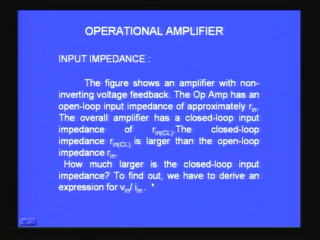 OPERATIONAL AMPLIFIER
INPUT IMPEDANCE :
The figure shows an amplifier with non-
inverting voltage feedback. The Op Amp has an
open-loop input impedance of approximately rin.
The overall amplifier has a closed-loop input
impedance of rin(CL).The closed-loop
impedance rin(CL) is larger than the open-loop
impedance rin.
How much larger is the closed-loop input
impedance? To find out, we have to derive an
expression for vin/ iin .